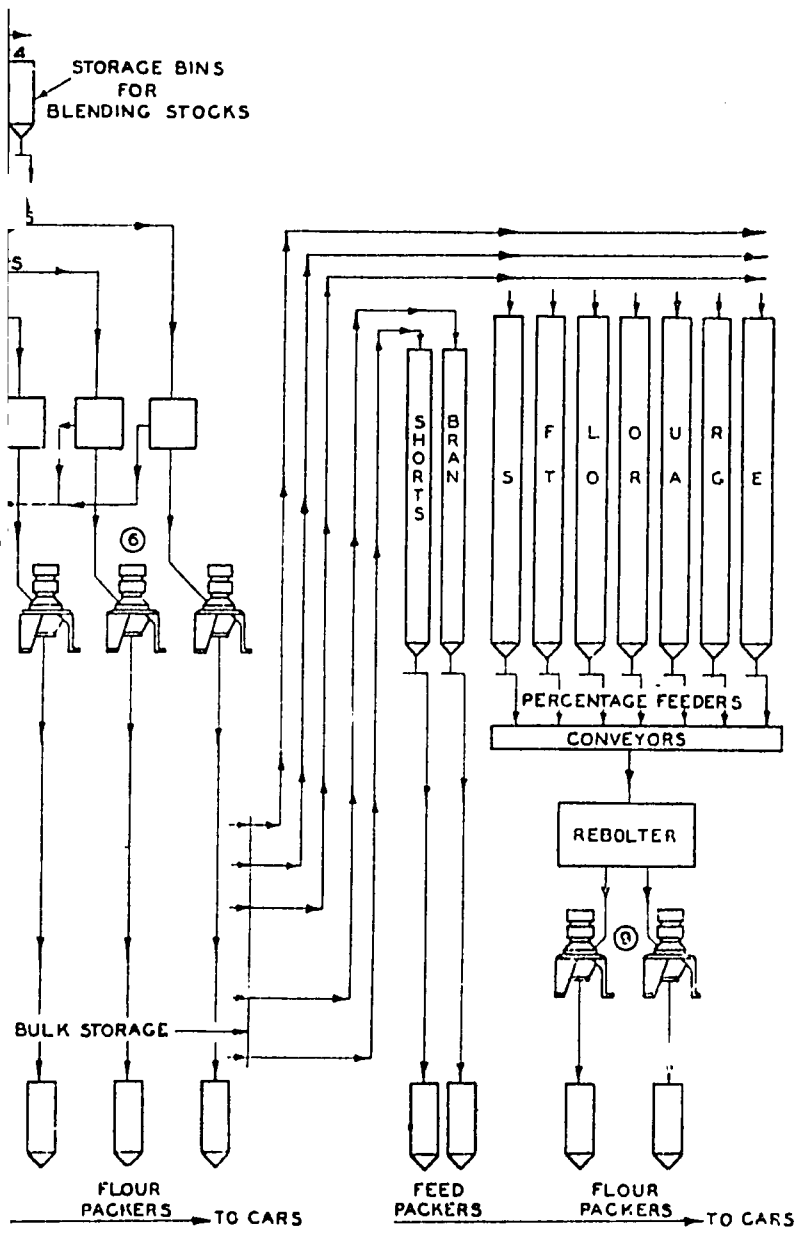 4
STORAGE BINS
FOR
BLENDING STOCKS
S
S
SHORTS
BRAN
F L O U R
S T O R A G E
6
PERCENTAGE FEEDERS
CONVEYORS
REBOLTER
BULK STORAGE
FLOUR
PACKERS
TO CARS
FEED
PACKERS
FLOUR
PACKERS
TO CARS